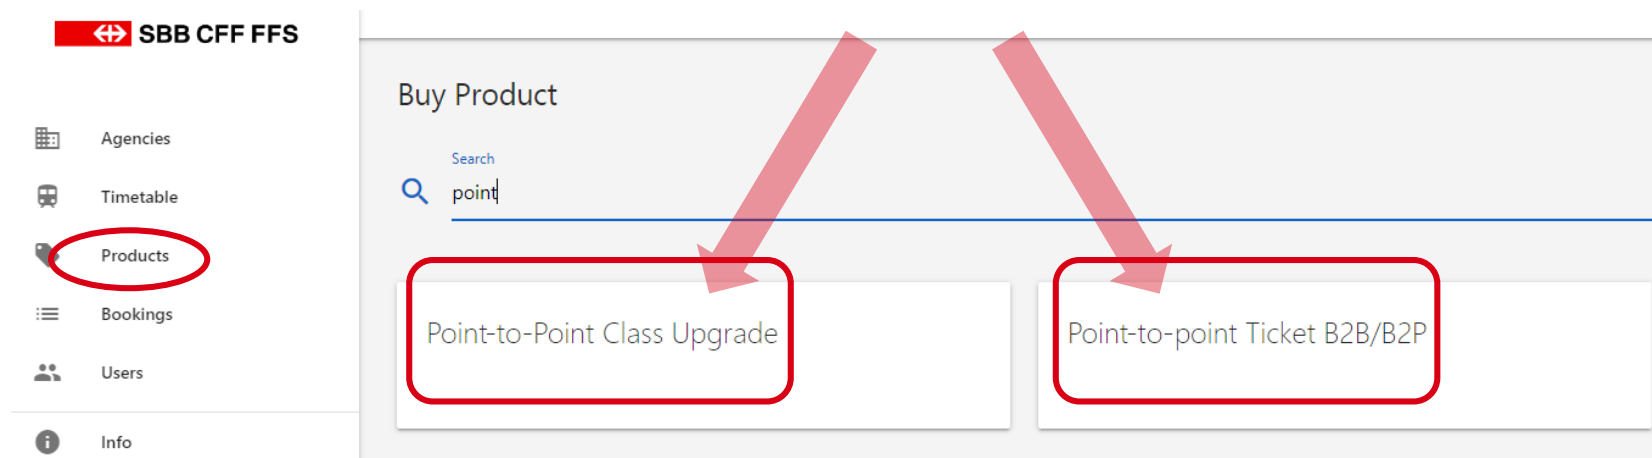 SBB CFF FFS
Agencies
Timetable
Products
Bookings
Users
Info
Buy Product
Search
point
Point-to-Point Class Upgrade
Point-to-point Ticket B2B/B2P